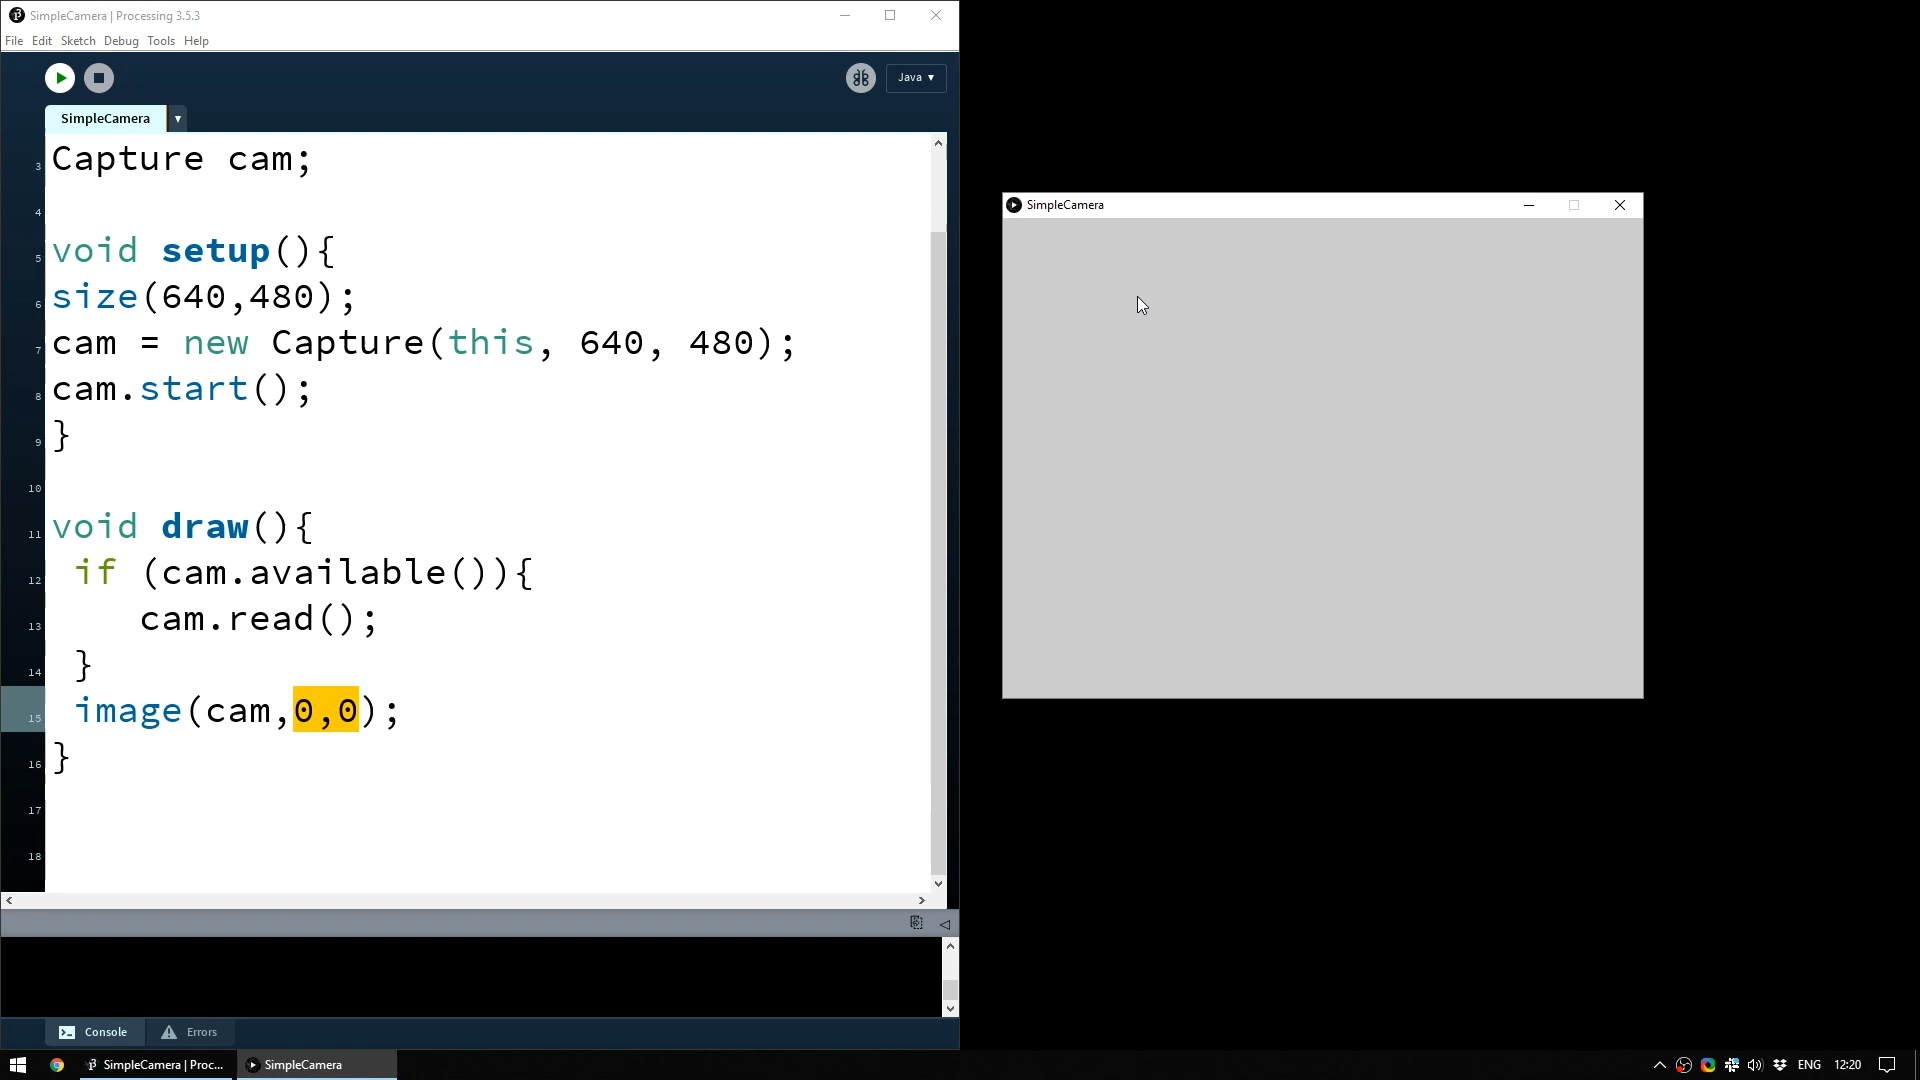 SimpleCamera | Processing 3.5.3
File Edit Sketch Debug Tools Help
Java ▾
SimpleCamera ▾
3 Capture cam;
4
5 void setup(){
6 size(640,480);
7 cam = new Capture(this, 640, 480);
8 cam.start();
9 }
10
11 void draw(){
12 if (cam.available()){
13 cam.read();
14 }
15 image(cam,0,0);
16 }
17
18
Console Errors
SimpleCamera
SimpleCamera | Proc... SimpleCamera ENG 12:20